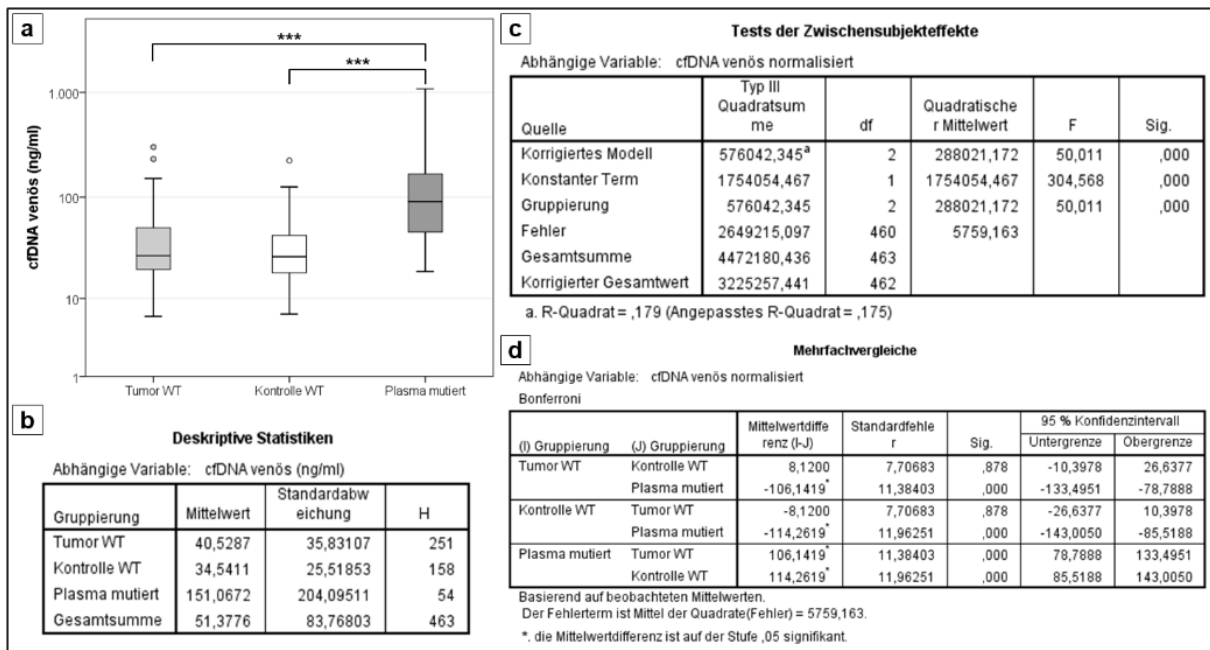 a
cfDNA venös (ng/ml)
***
***
1.000
100
10
1
Tumor WT Kontrolle WT Plasma mutiert
b
Deskriptive Statistiken
Abhängige Variable: cfDNA venös (ng/ml)
Gruppierung Mittelwert Standardabw
eichung H
Tumor WT 40,5287 35,83107 251
Kontrolle WT 34,5411 25,51853 158
Plasma mutiert 151,0672 204,09511 54
Gesamtsumme 51,3776 83,76803 463
c
Tests der Zwischensubjekteffekte
Abhängige Variable: cfDNA venös normalisiert
Quelle Typ III
Quadratsum
me df Quadratische
r Mittelwert F Sig.
Korrigiertes Modell 576042,345a 2 288021,172 50,011 ,000
Konstanter Term 1754054,467 1 1754054,467 304,568 ,000
Gruppierung 576042,345 2 288021,172 50,011 ,000
Fehler 2649215,097 460 5759,163
Gesamtsumme 4472180,436 463
Korrigierter Gesamtwert 3225257,441 462
a. R-Quadrat = ,179 (Angepasstes R-Quadrat = ,175)
d
Mehrfachvergleiche
Abhängige Variable: cfDNA venös normalisiert
Bonferroni
(I) Gruppierung (J) Gruppierung Mittelwertdiffe
renz (I-J) Standardfehle
r Sig. 95 % Konfidenzintervall
Untergrenze Obergrenze
Tumor WT Kontrolle WT 8,1200 7,70683 ,878 -10,3978 26,6377
Plasma mutiert -106,1419* 11,38403 ,000 -133,4951 -78,7888
Kontrolle WT Tumor WT -8,1200 7,70683 ,878 -26,6377 10,3978
Plasma mutiert -114,2619* 11,96251 ,000 -143,0050 -85,5188
Plasma mutiert Tumor WT 106,1419* 11,38403 ,000 78,7888 133,4951
Kontrolle WT 114,2619* 11,96251 ,000 85,5188 143,0050
Basierend auf beobachteten Mittelwerten.
Der Fehlerterm ist Mittel der Quadrate(Fehler) = 5759,163.
*. die Mittelwertdifferenz ist auf der Stufe ,05 signifikant.